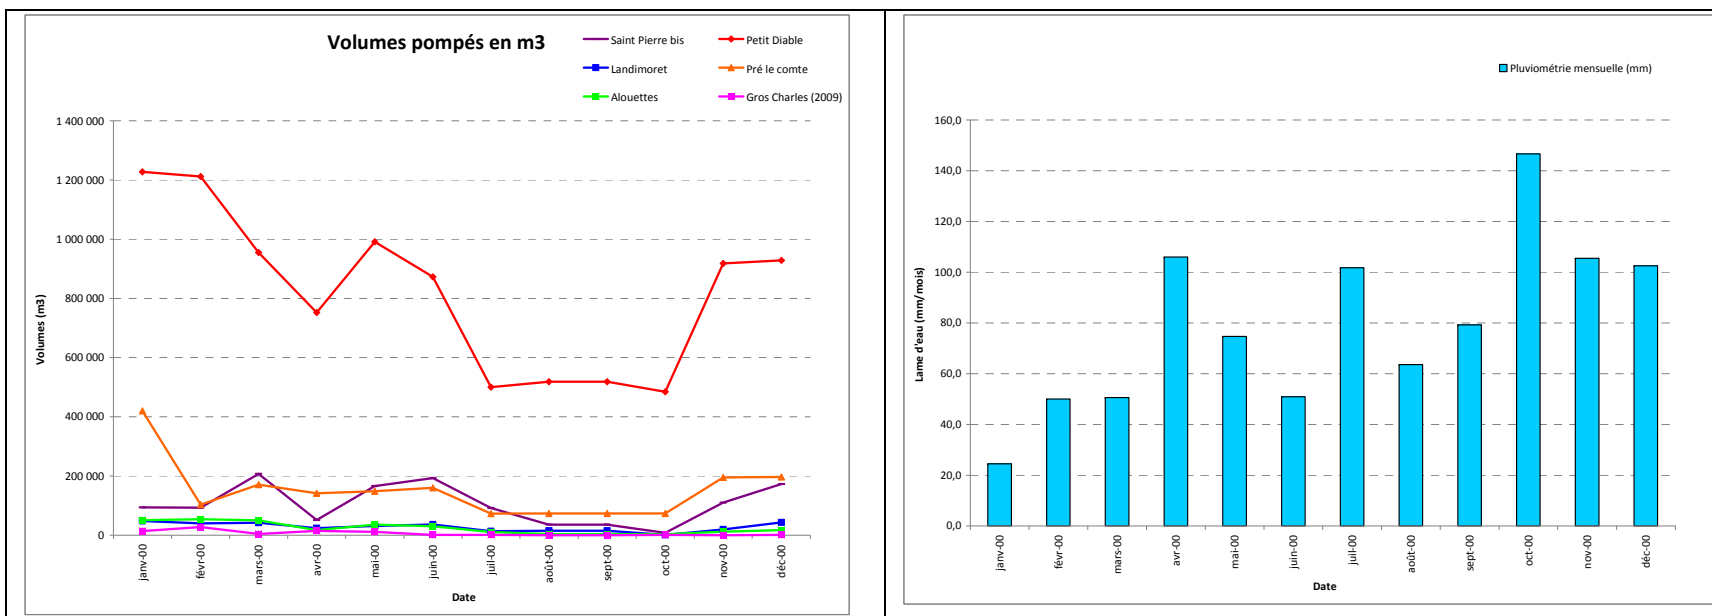 Volumes pompés en m3
Saint Pierre bis
Petit Diable
Landimoret
Pré le comte
Alouettes
Gros Charles (2009)
1 400 000
1 200 000
1 000 000
800 000
600 000
400 000
200 000
0
Volumes (m3)
janv-00
févr-00
mars-00
avr-00
mai-00
juin-00
juil-00
août-00
sept-00
oct-00
nov-00
déc-00
Date
Pluviométrie mensuelle (mm)
160,0
140,0
120,0
100,0
80,0
60,0
40,0
20,0
0,0
Lame d'eau (mm/mois)
janv-00
févr-00
mars-00
avr-00
mai-00
juin-00
juil-00
août-00
sept-00
oct-00
nov-00
déc-00
Date